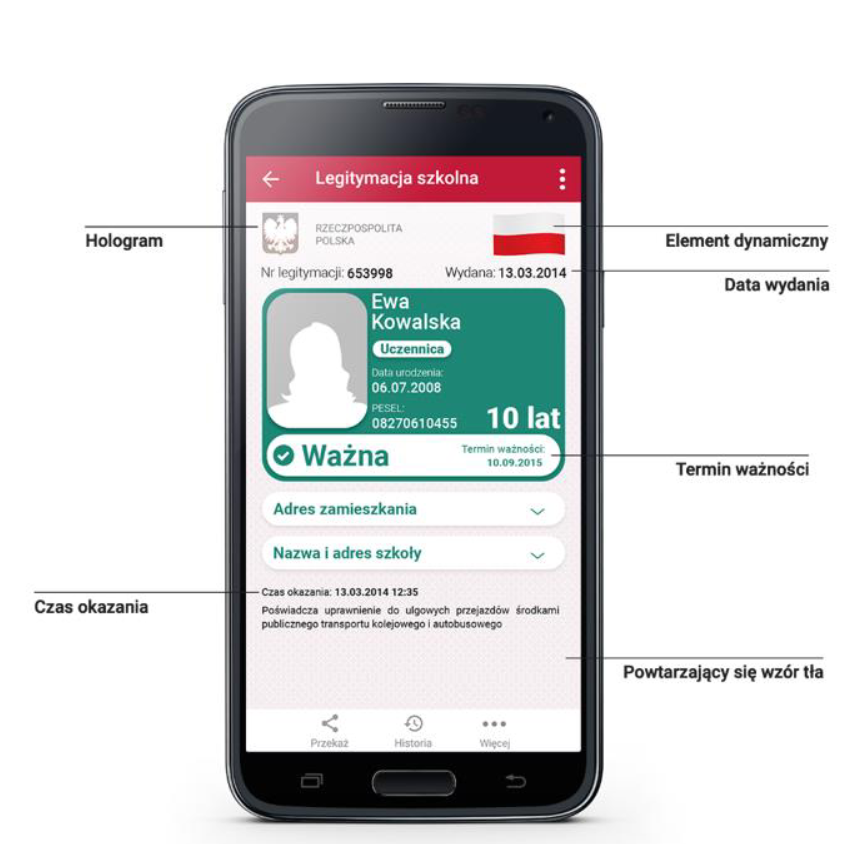 Legitymacja szkolna
Hologram
RZECZPOSPOLITA
POLSKA
Element dynamiczny
Nr legitymacji: 653998
Wydana: 13.03.2014
Data wydania
Ewa
Kowalska
Uczennica
Data urodzenia:
06.07.2008
PESEL:
08270610455
10 lat
Ważna
Termin ważności:
10.09.2015
Termin ważności
Adres zamieszkania
Nazwa i adres szkoły
Czas okazania: 13.03.2014 12:35
Czas okazania
Poświadcza uprawnienie do ulgowych przejazdów środkami
publicznego transportu kolejowego i autobusowego
Powtarzający się wzór tła
Przekaż
Historia
Więcej